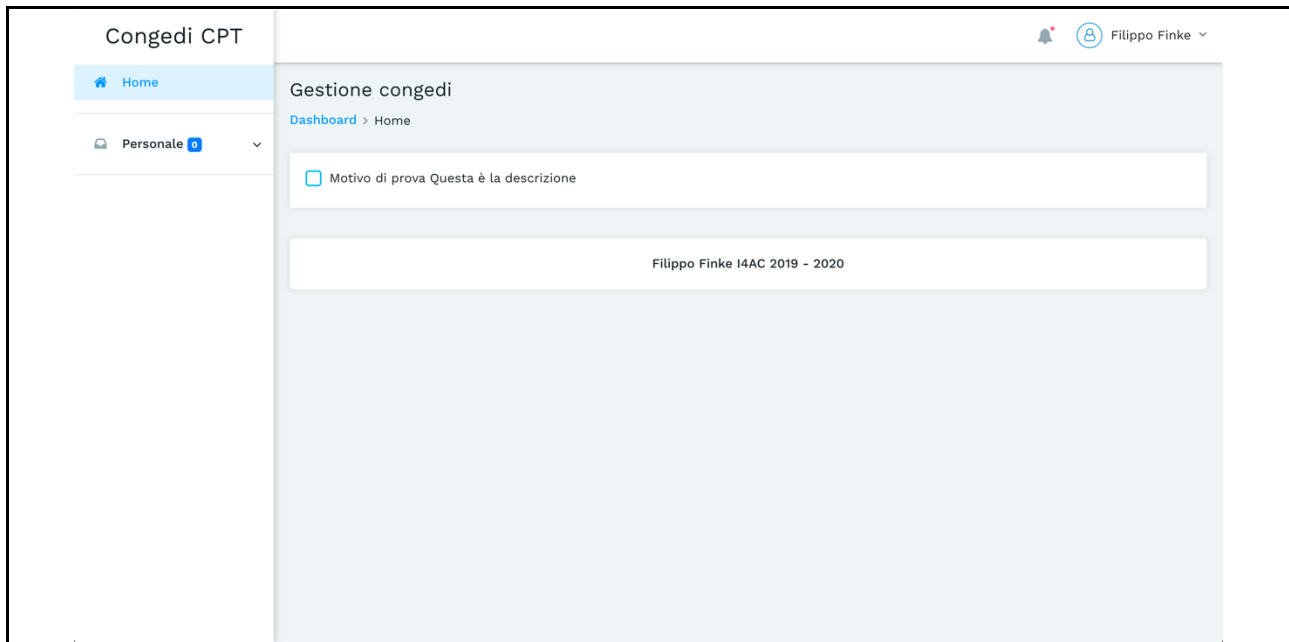 Congedi CPT
Filippo Finke
Home
Personale 0
Gestione congedi
Dashboard > Home
Motivo di prova Questa è la descrizione
Filippo Finke I4AC 2019 - 2020